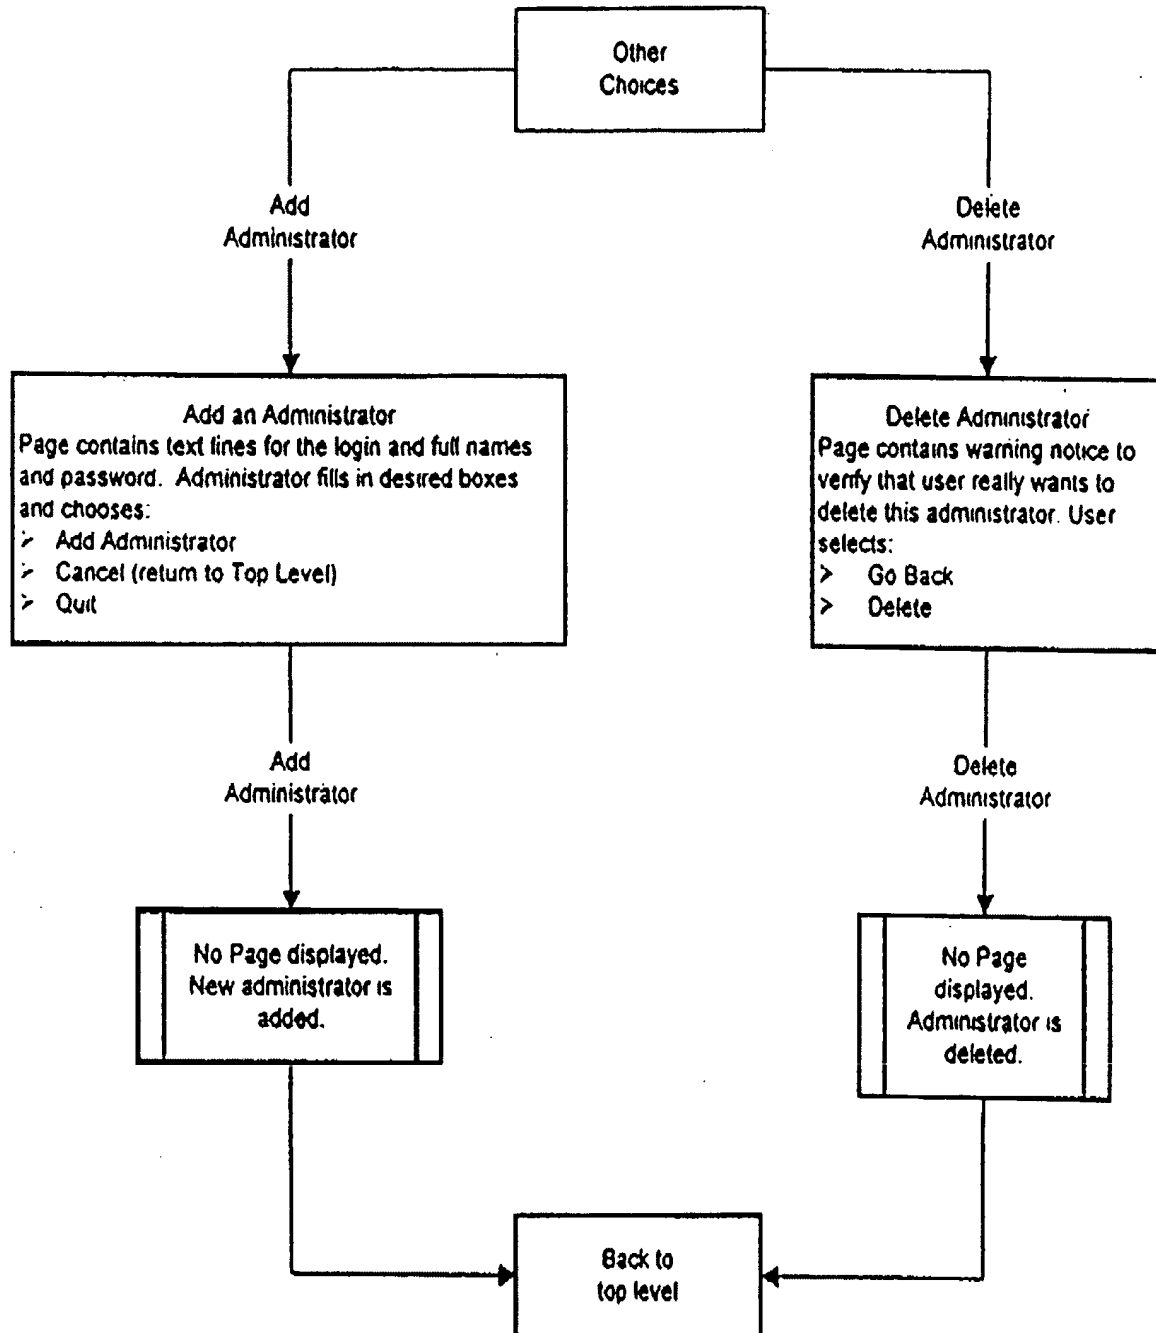 Other
Choices
Add
Administrator
Delete
Administrator
Add an Administrator
Page contains text lines for the login and full names
and password. Administrator fills in desired boxes
and chooses:
➢ Add Administrator
➢ Cancel (return to Top Level)
➢ Quit
Delete Administrator
Page contains warning notice to
verify that user really wants to
delete this administrator. User
selects:
➢ Go Back
➢ Delete
Add
Administrator
Delete
Administrator
No Page displayed.
New administrator is
added.
No Page
displayed.
Administrator is
deleted.
Back to
top level